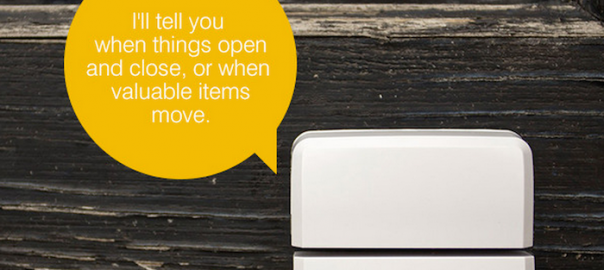 I'll tell you
when things open
and close, or when
valuable items
move.